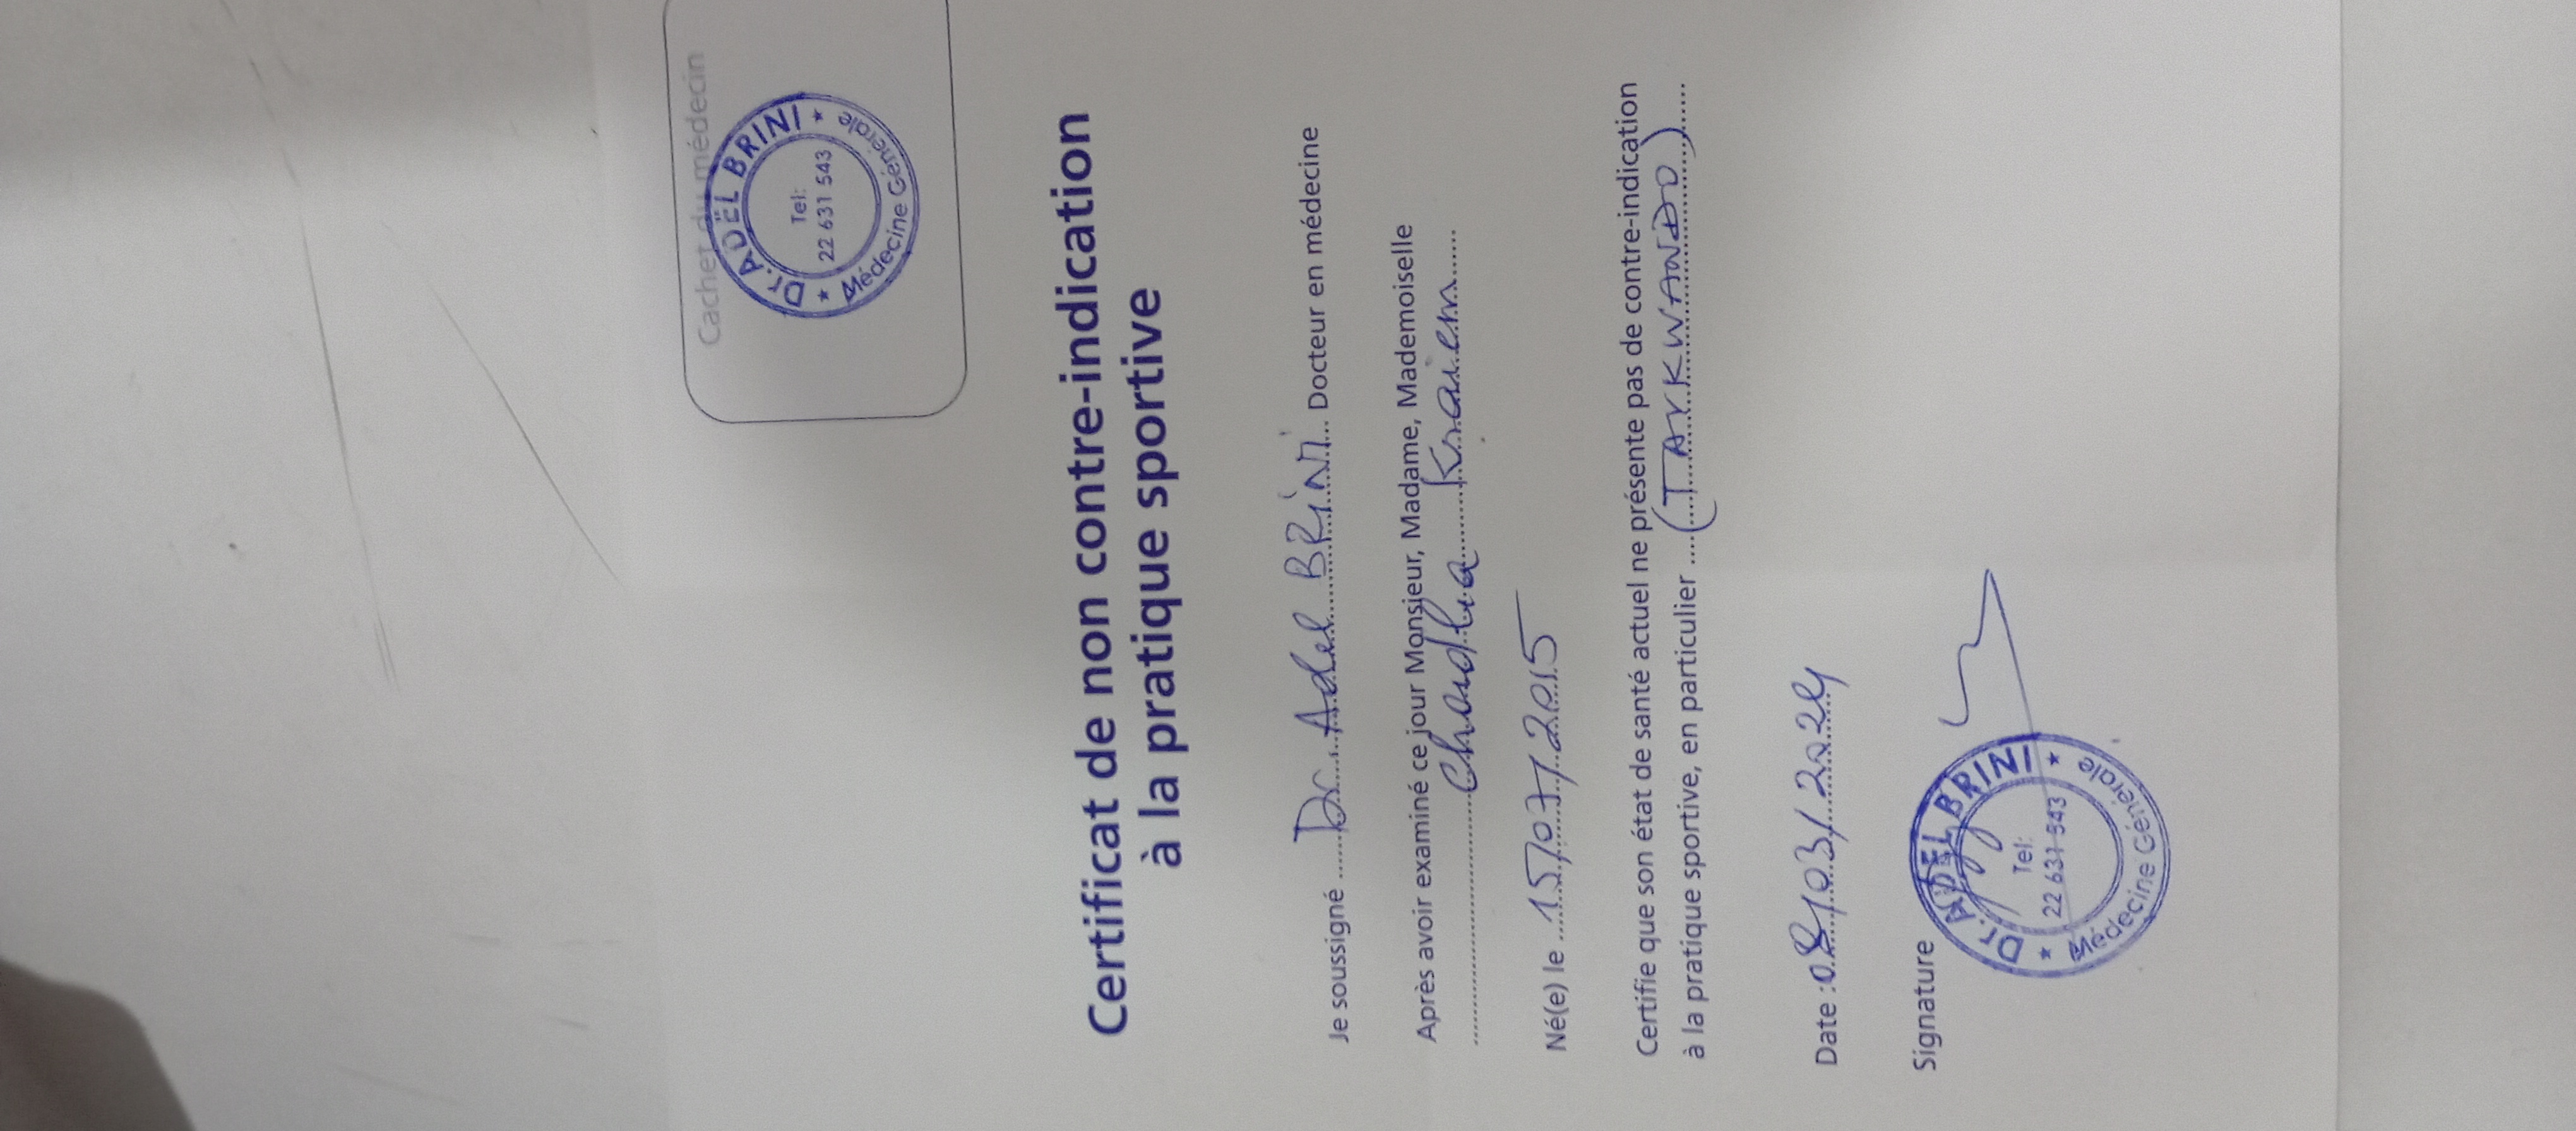 Cachet du médecin
Dr. ADEL BRINI
Tel:
22 631 543
★ Médecine Générale ★
Certificat de non contre-indication
à la pratique sportive
Je soussigné ...... Dr. Adel BRINI ... Docteur en médecine
Après avoir examiné ce jour Monsieur, Madame, Mademoiselle
Kraiem
Né(e) le ... 15/07/2015
Certifie que son état de santé actuel ne présente pas de contre-indication
à la pratique sportive, en particulier .... (TAYKWANDO) ......
Date : 08/03/2024
Signature
Dr. ADEL BRINI
Tel:
22 631 543
★ Médecine Générale ★